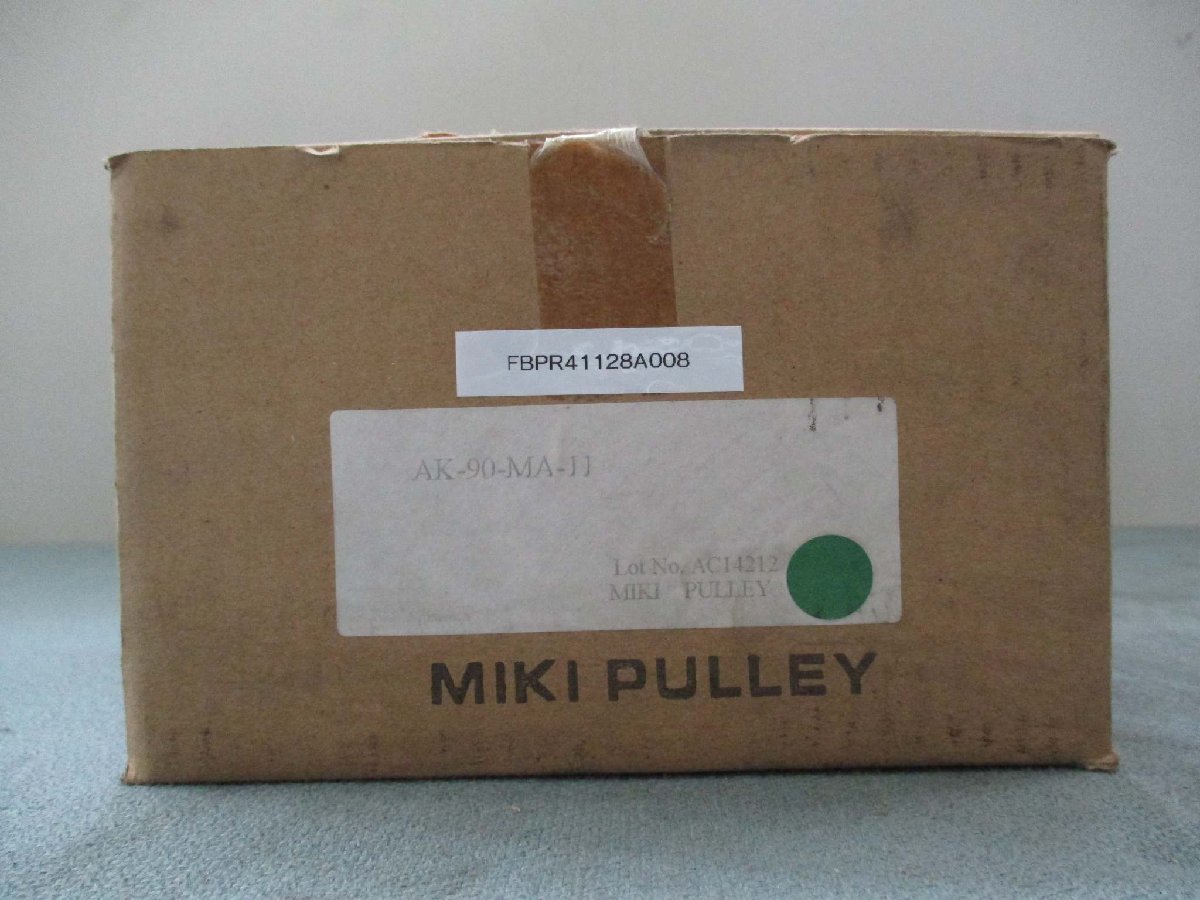 FBPR41128A008
AK-90-MA-11
Lot No. AC14212
MIKI PULLEY
MIKI PULLEY